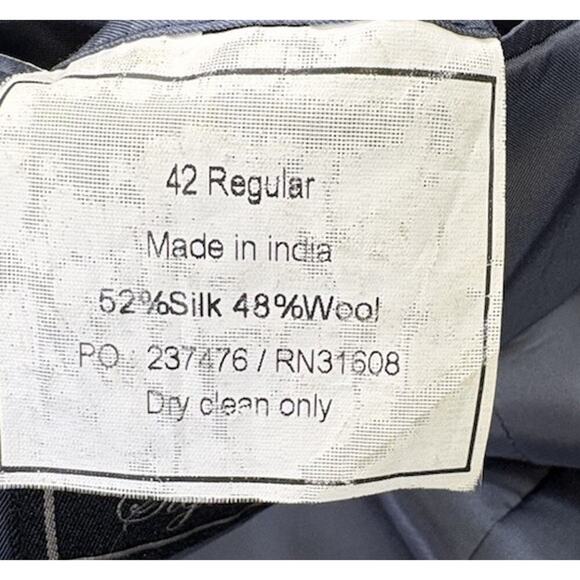 42 Regular
Made in india
52%Silk 48%Wool
PO : 237476 / RN31608
Dry clean only